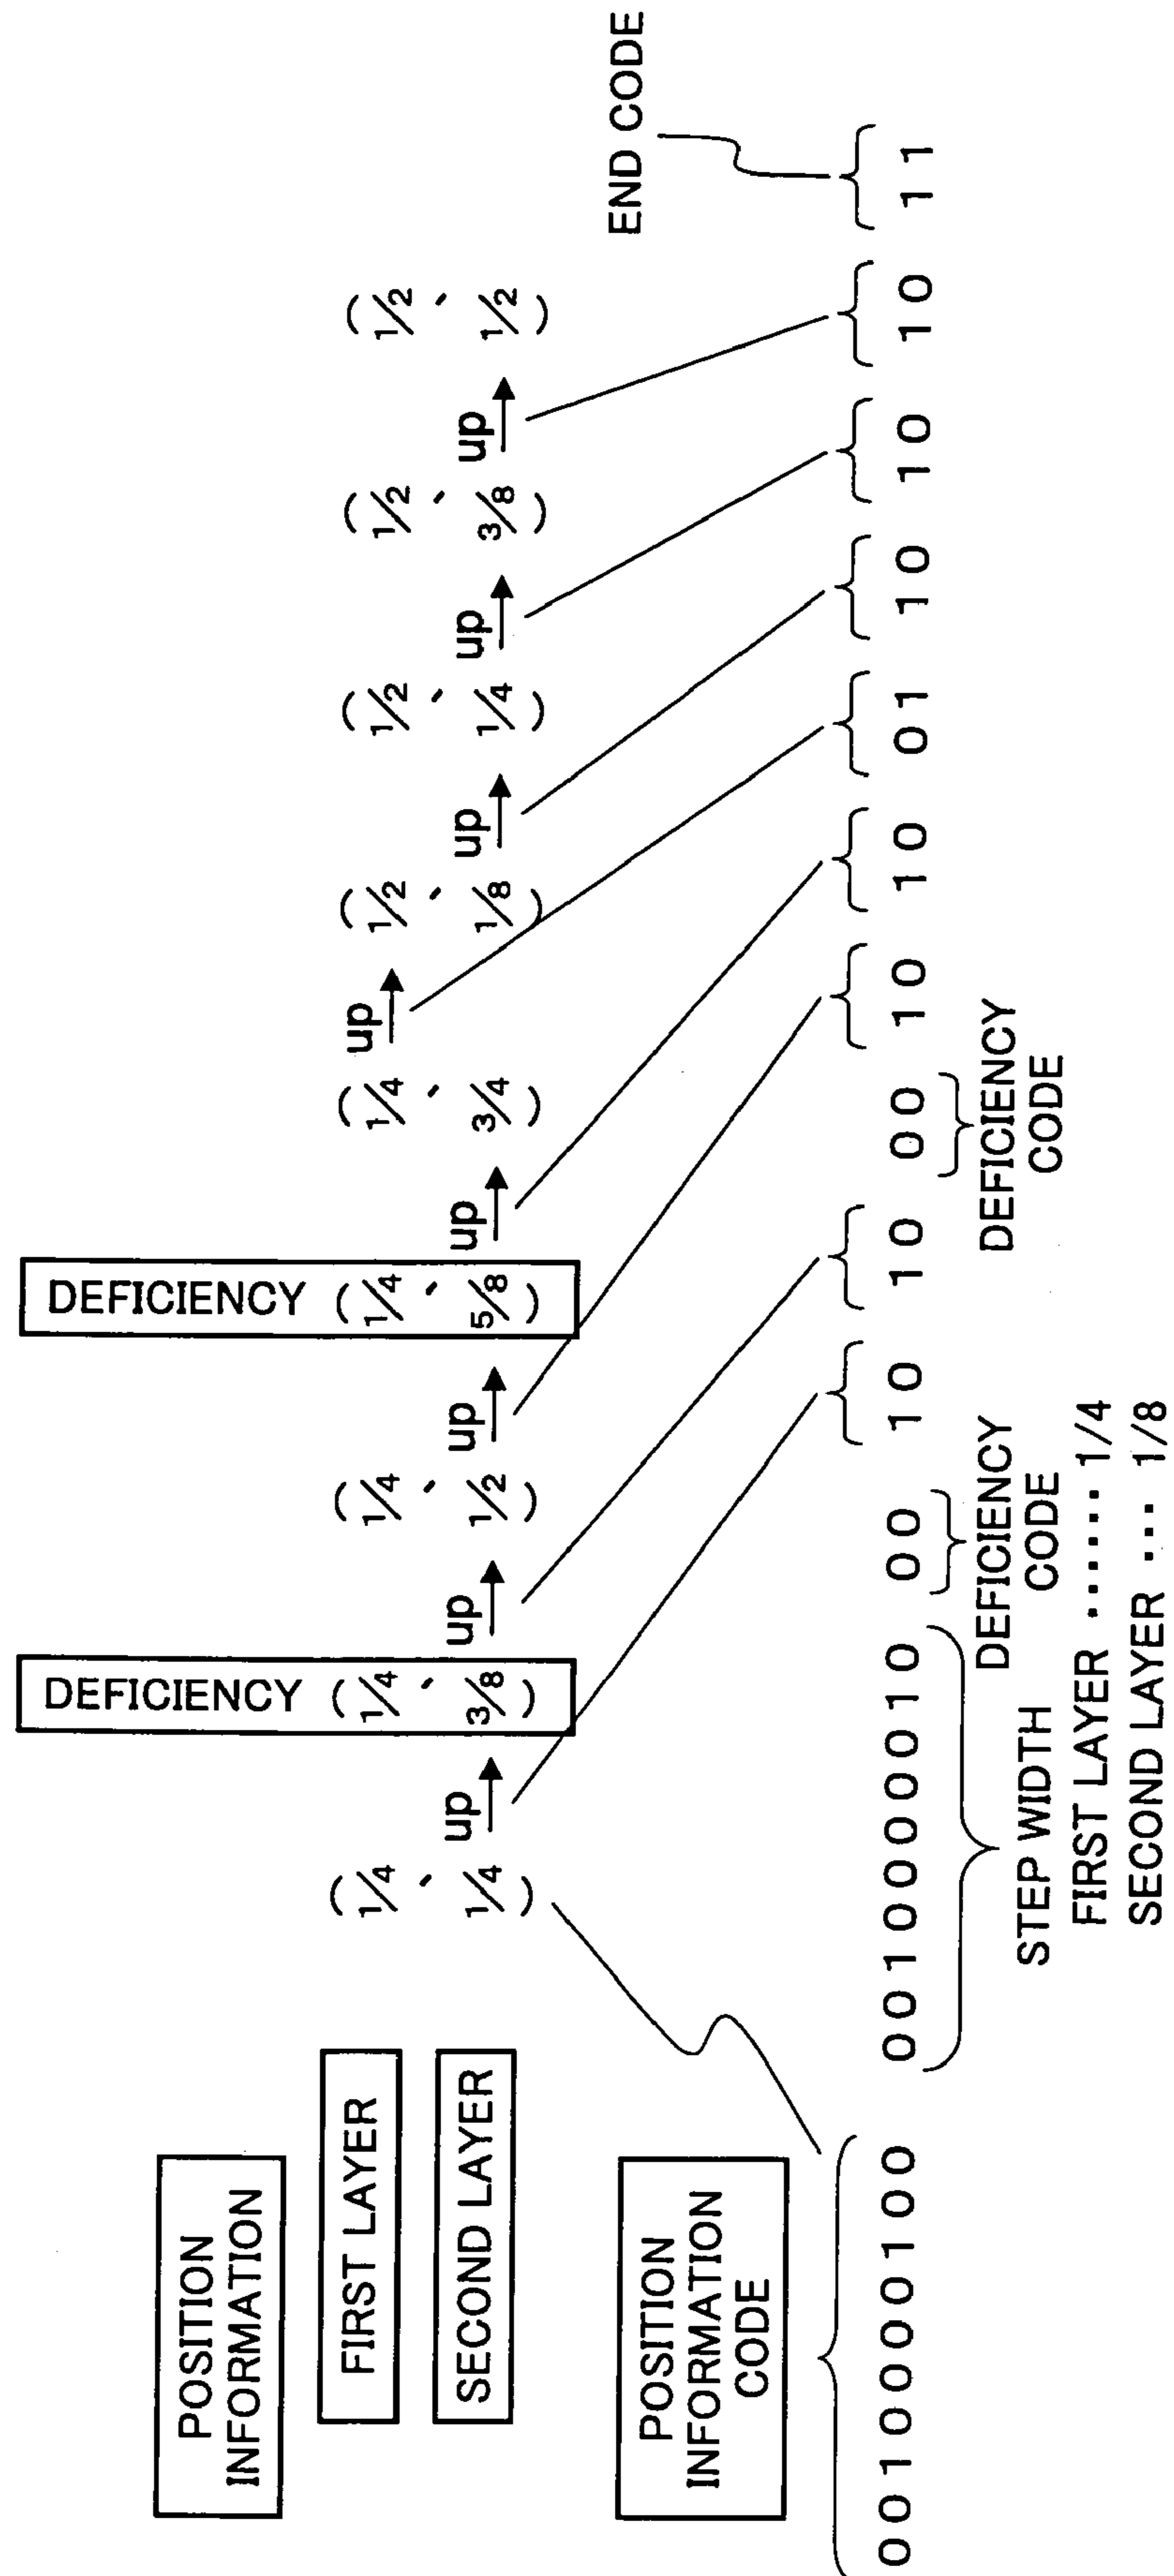 END CODE
POSITION
INFORMATION
FIRST LAYER
SECOND LAYER
(1/4, 1/4) up→ DEFICIENCY (1/4, 3/8) up→ (1/4, 1/2) up→ DEFICIENCY (1/4, 5/8) up→ (1/4, 3/4) up→ (1/2, 1/8) up→ (1/2, 1/4) up→ (1/2, 3/8) up→ (1/2, 1/2)
POSITION
INFORMATION
CODE
0010000100 0010000010 00 10 10 00 10 10 01 10 10 10 11
DEFICIENCY
CODE
DEFICIENCY
CODE
STEP WIDTH
FIRST LAYER ······ 1/4
SECOND LAYER ··· 1/8